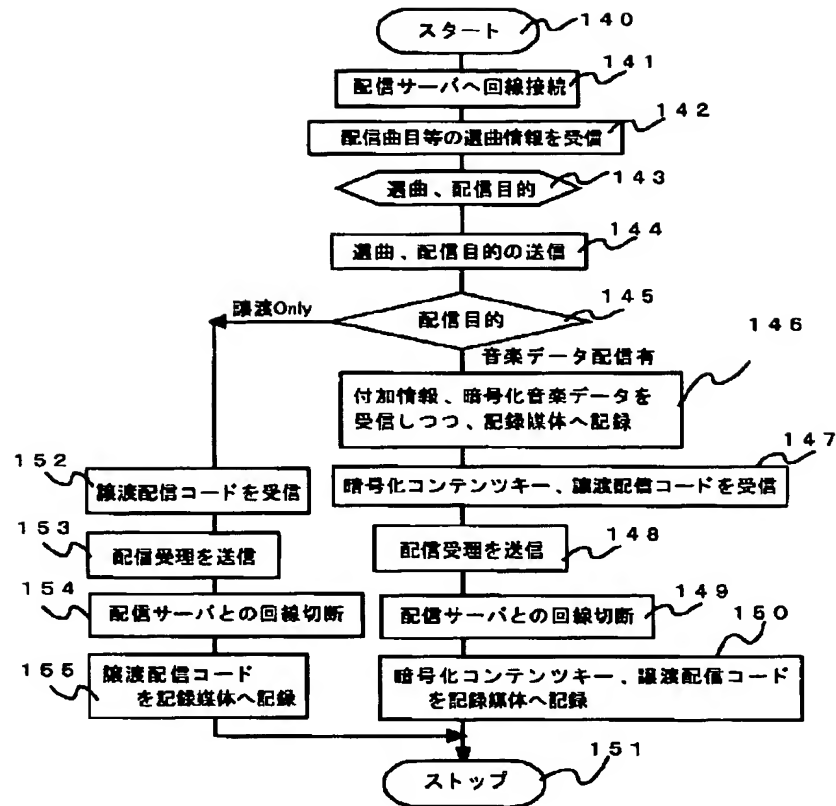 スタート
140
141
配信サーバへ回線接続
142
配信曲目等の選曲情報を受信
選曲、配信目的
143
144
選曲、配信目的の送信
145
譲渡Only
配信目的
146
音楽データ配信有
付加情報、暗号化音楽データを
受信しつつ、記録媒体へ記録
147
152
譲渡配信コードを受信
暗号化コンテンツキー、譲渡配信コードを受信
153
配信受理を送信
配信受理を送信
148
154
配信サーバとの回線切断
配信サーバとの回線切断
149
150
155
譲渡配信コード
を記録媒体へ記録
暗号化コンテンツキー、譲渡配信コード
を記録媒体へ記録
ストップ
151